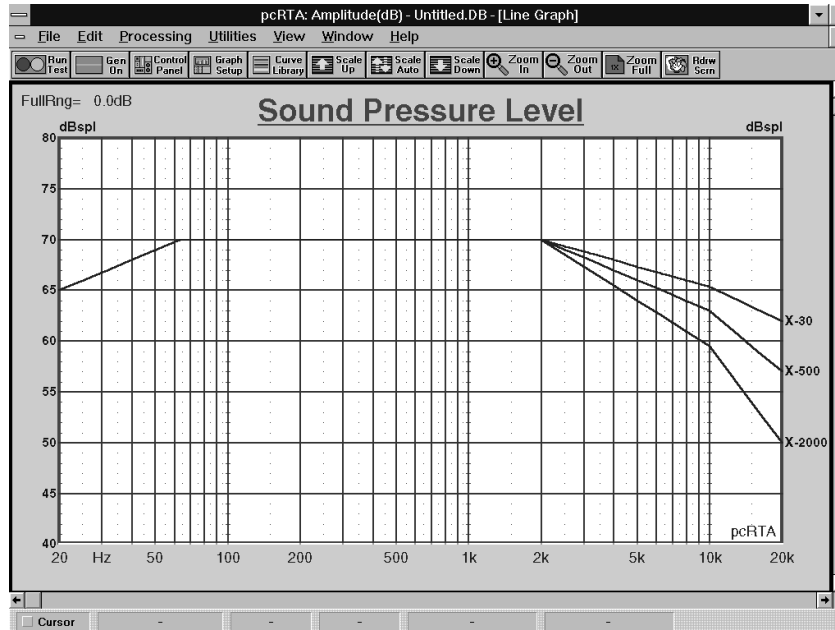 pcRTA: Amplitude(dB) - Untitled.DB - [Line Graph]
File Edit Processing Utilities View Window Help
Run Test Gen On Control Panel Graph Setup Curve Library Scale Up Scale Auto Scale Down Zoom In Zoom Out 1x Zoom Full Rdrw Scrn
FullRng= 0.0dB
Sound Pressure Level
dBspl dBspl
80
75
70
65
X-30
60
X-500
55
50 X-2000
45
pcRTA
40
20 Hz 50 100 200 500 1k 2k 5k 10k 20k
Cursor - - - - -